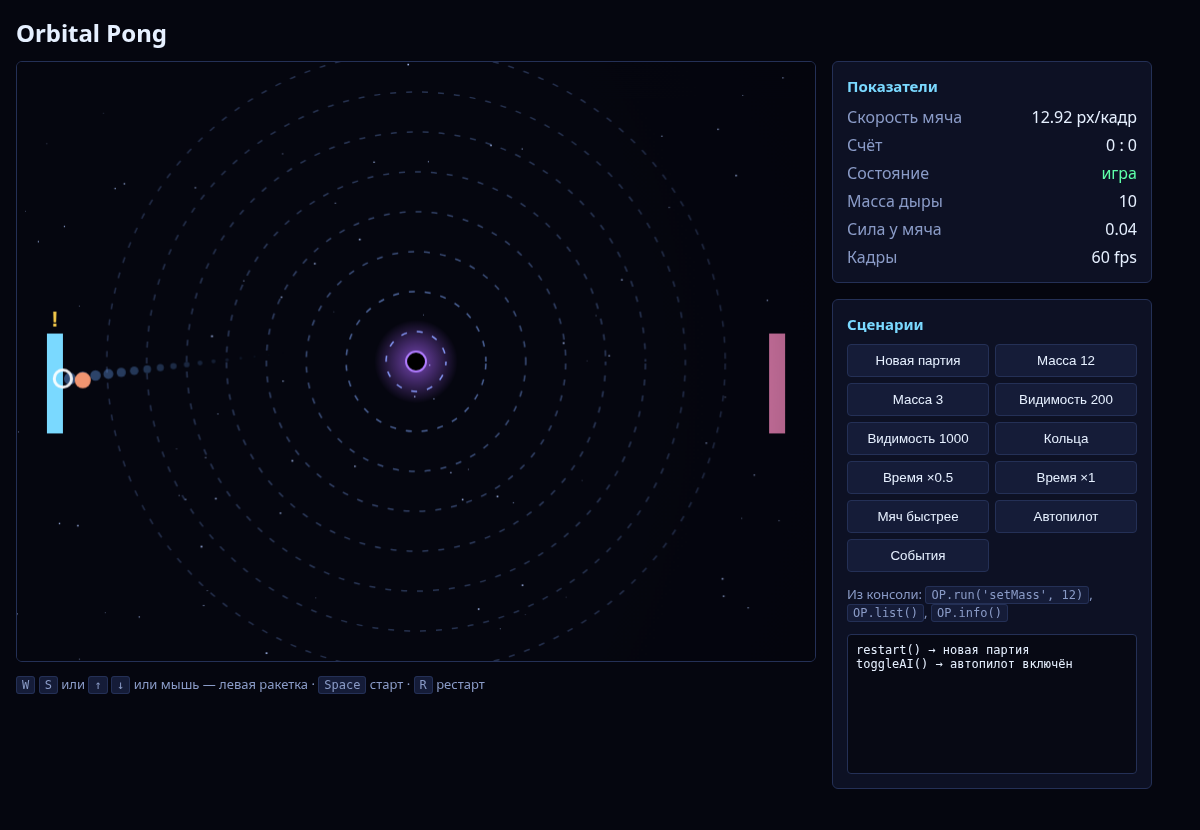 Orbital Pong
!
W S или ↑ ↓ или мышь — левая ракетка · Space старт · R рестарт
Показатели
Скорость мяча 12.92 px/кадр
Счёт 0 : 0
Состояние игра
Масса дыры 10
Сила у мяча 0.04
Кадры 60 fps
Сценарии
Новая партия Масса 12
Масса 3 Видимость 200
Видимость 1000 Кольца
Время ×0.5 Время ×1
Мяч быстрее Автопилот
События
Из консоли: OP.run('setMass', 12),
OP.list(), OP.info()
restart() → новая партия
toggleAI() → автопилот включён